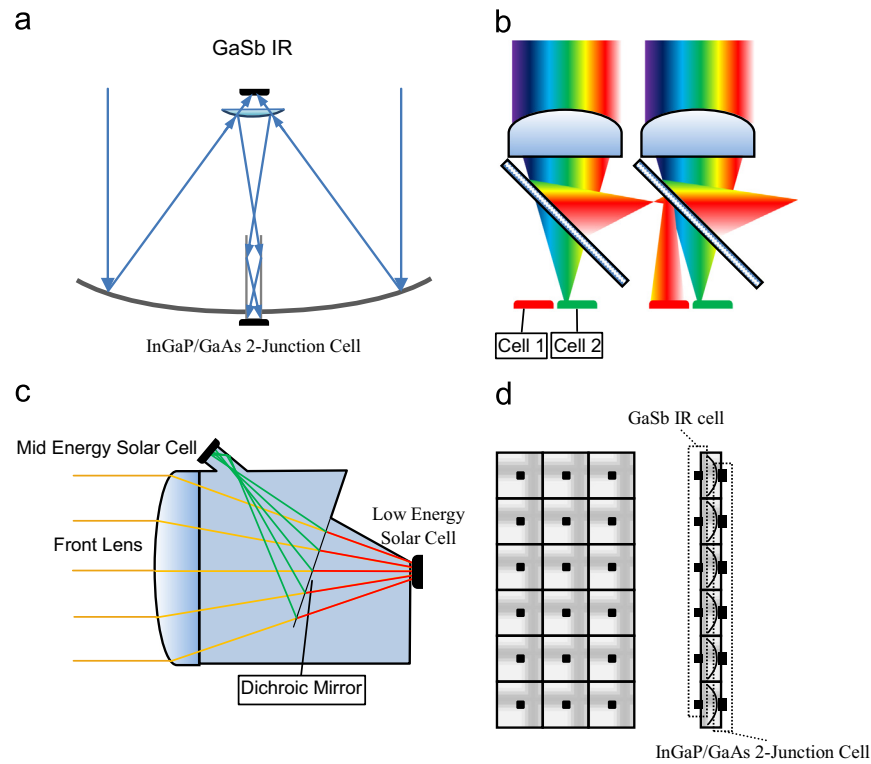 a
GaSb IR
InGaP/GaAs 2-Junction Cell
b
Cell 1
Cell 2
c
Mid Energy Solar Cell
Front Lens
Low Energy
Solar Cell
Dichroic Mirror
d
GaSb IR cell
InGaP/GaAs 2-Junction Cell